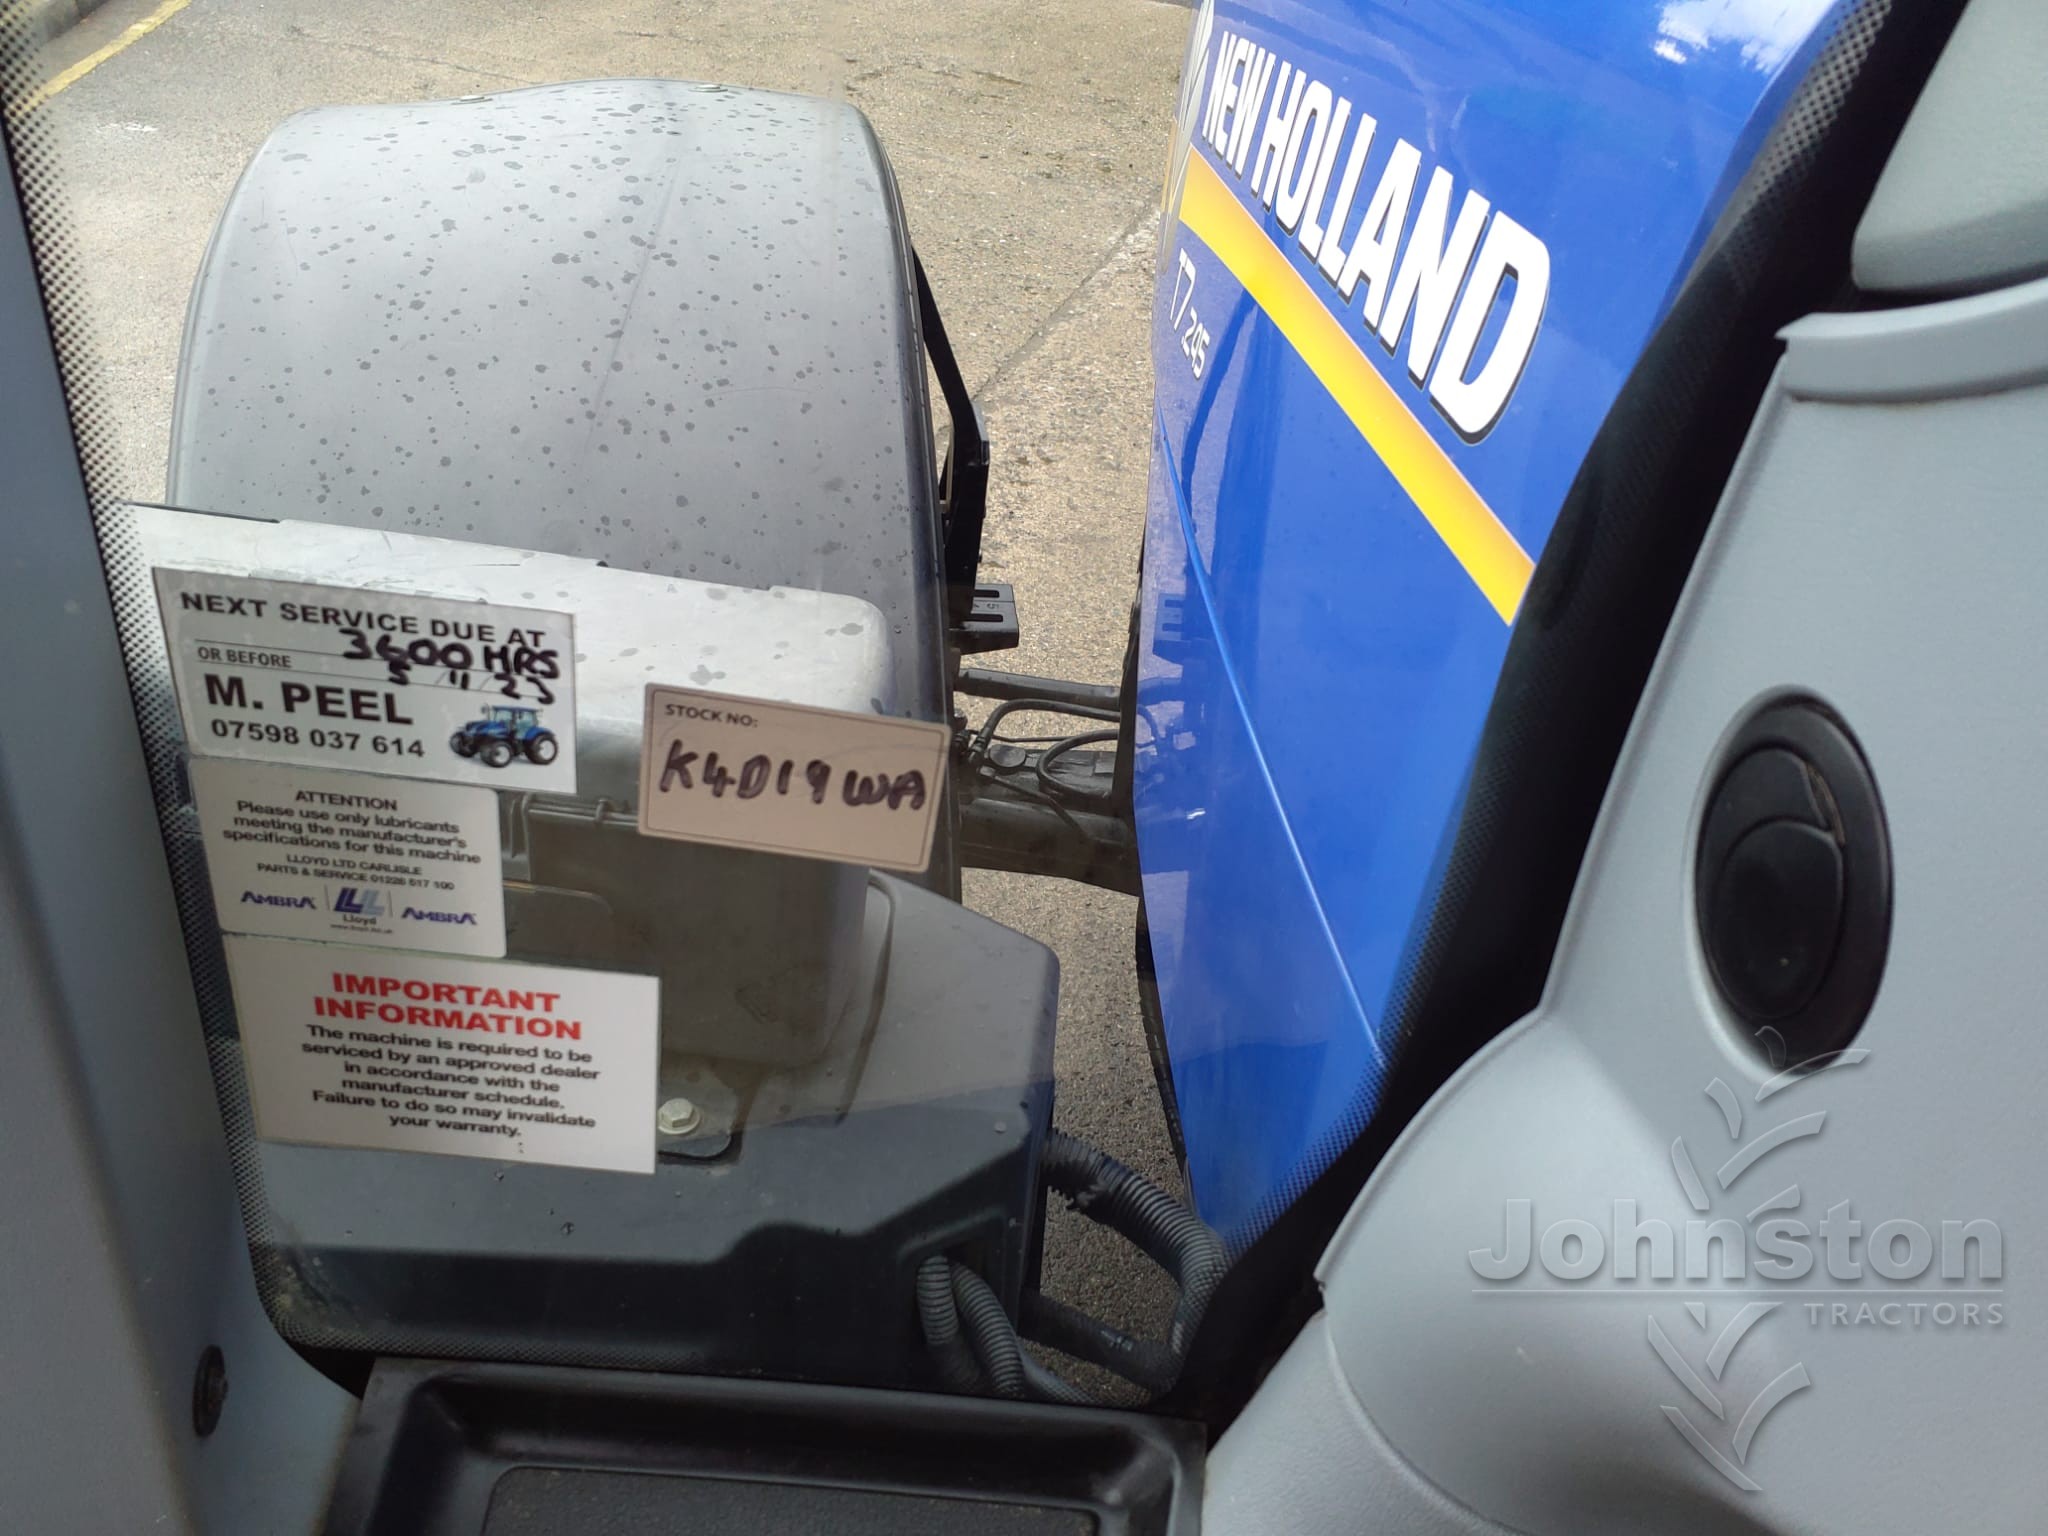 NEW HOLLAND
T7.245
NEXT SERVICE DUE AT
3600 HRS
OR BEFORE 5 11 23
M. PEEL
07598 037 614
STOCK NO:
K4D19WA
ATTENTION
Please use only lubricants
meeting the manufacturer's
specifications for this machine
LLOYD LTD CARLISLE
PARTS & SERVICE 01228 517 100
AMBRA Lloyd AMBRA
IMPORTANT
INFORMATION
The machine is required to be
serviced by an approved dealer
in accordance with the
manufacturer schedule.
Failure to do so may invalidate
your warranty.
Johnston
TRACTORS